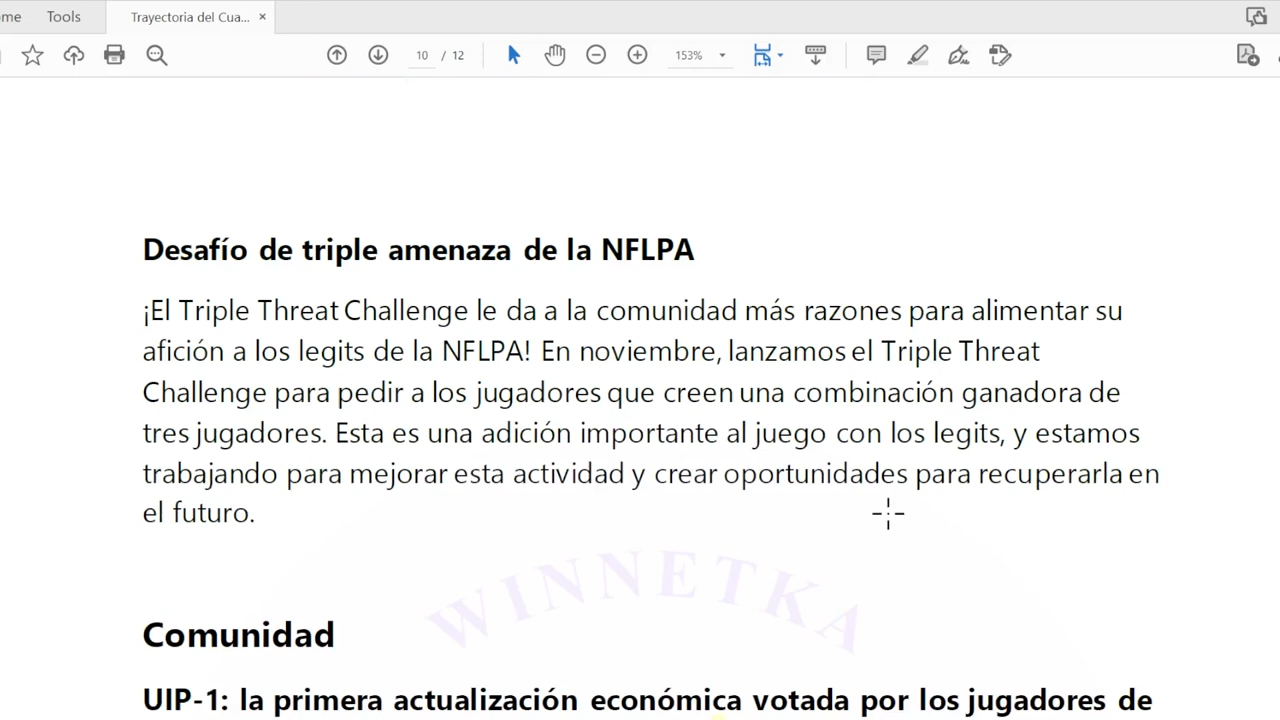 ome Tools Trayectoria del Cua... ×
10 / 12 153%
Desafío de triple amenaza de la NFLPA
¡El Triple Threat Challenge le da a la comunidad más razones para alimentar su
afición a los legits de la NFLPA! En noviembre, lanzamos el Triple Threat
Challenge para pedir a los jugadores que creen una combinación ganadora de
tres jugadores. Esta es una adición importante al juego con los legits, y estamos
trabajando para mejorar esta actividad y crear oportunidades para recuperarla en
el futuro.
WINNETKA
Comunidad
UIP-1: la primera actualización económica votada por los jugadores de